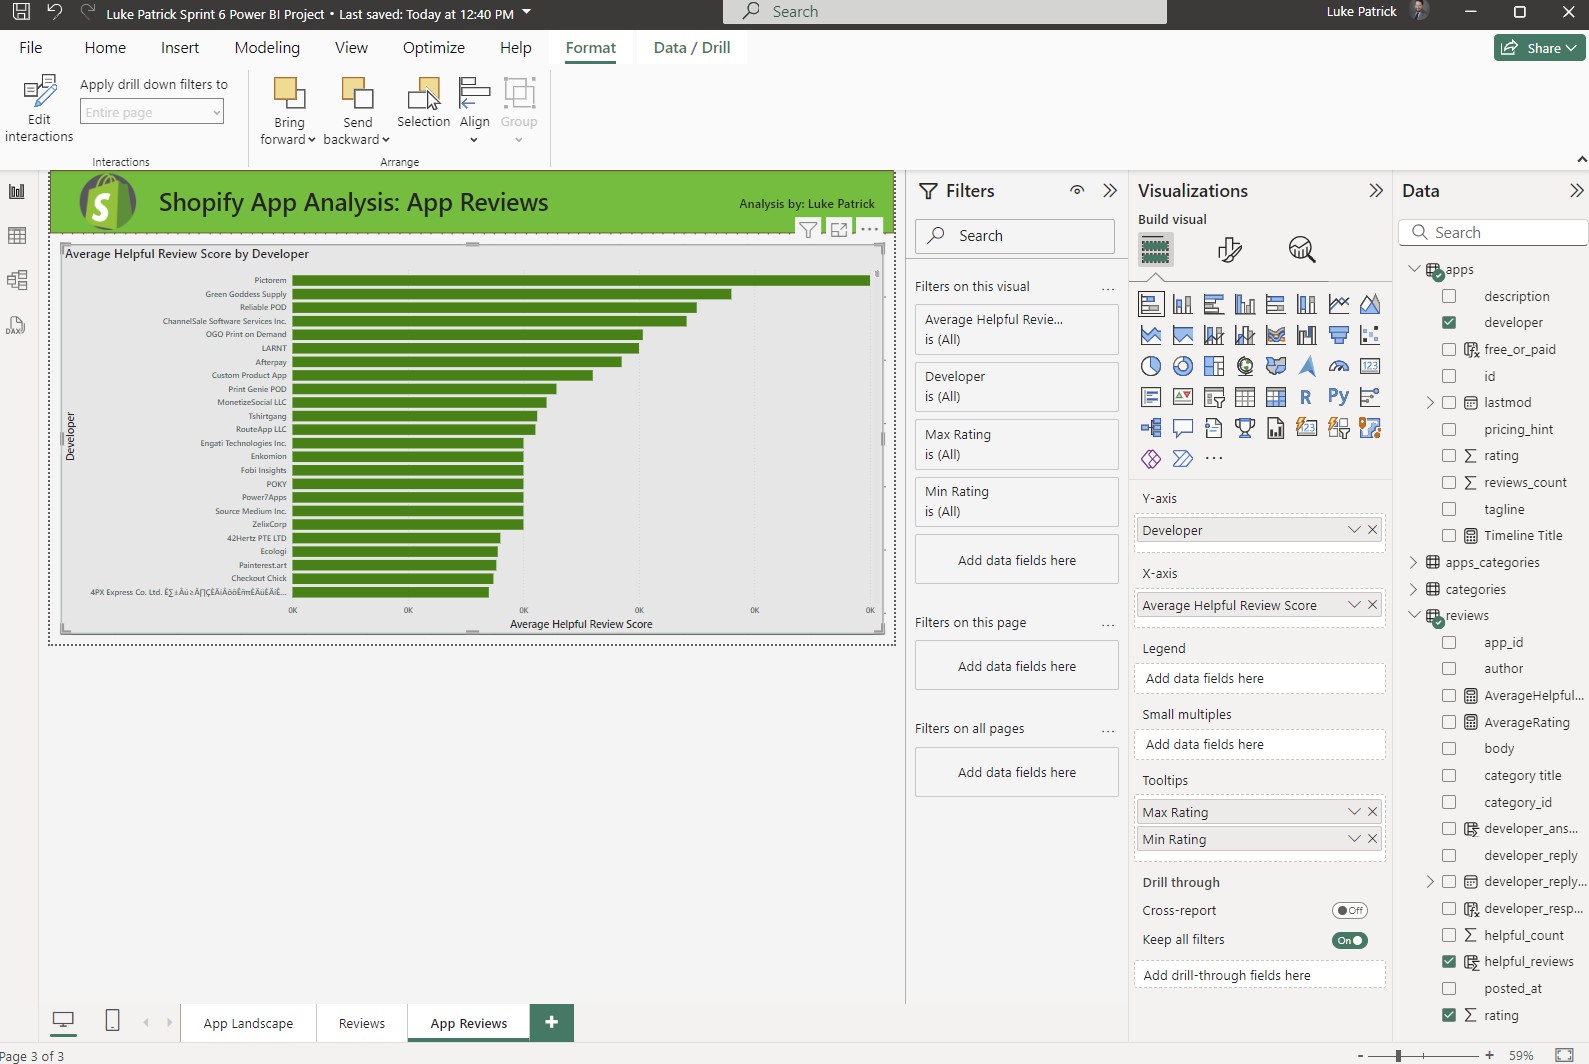 Luke Patrick Sprint 6 Power BI Project • Last saved: Today at 12:40 PM
Search
Luke Patrick
File
Home
Insert
Modeling
View
Optimize
Help
Format
Data / Drill
Share
Edit
interactions
Apply drill down filters to
Entire page
Interactions
Bring
forward
Send
backward
Selection
Align
Group
Arrange
Shopify App Analysis: App Reviews
Analysis by: Luke Patrick
Average Helpful Review Score by Developer
Developer
Pictorem
Green Goddess Supply
Reliable POD
ChannelSale Software Services Inc.
OGO Print on Demand
LARNT
Afterpay
Custom Product App
Print Genie POD
MonetizeSocial LLC
Tshirtgang
RouteApp LLC
Engati Technologies Inc.
Enkomion
Fobi Insights
POKY
Power7Apps
Source Medium Inc.
ZelixCorp
42Hertz PTE LTD
Ecologi
Painterest.art
Checkout Chick
4PX Express Co. Ltd.
0K 0K 0K 0K 0K 0K
Average Helpful Review Score
Filters
Search
Filters on this visual
...
Average Helpful Revie...
is (All)
Developer
is (All)
Max Rating
is (All)
Min Rating
is (All)
Add data fields here
Filters on this page
...
Add data fields here
Filters on all pages
...
Add data fields here
Visualizations
Build visual
123
R
Py
123
...
Y-axis
Developer
X-axis
Average Helpful Review Score
Legend
Add data fields here
Small multiples
Add data fields here
Tooltips
Max Rating
Min Rating
Drill through
Cross-report
Off
Keep all filters
On
Add drill-through fields here
Data
Search
apps
description
developer
free_or_paid
id
lastmod
pricing_hint
rating
reviews_count
tagline
Timeline Title
apps_categories
categories
reviews
app_id
author
AverageHelpful...
AverageRating
body
category title
category_id
developer_ans...
developer_reply
developer_reply...
developer_resp...
helpful_count
helpful_reviews
posted_at
rating
App Landscape
Reviews
App Reviews
Page 3 of 3
59%